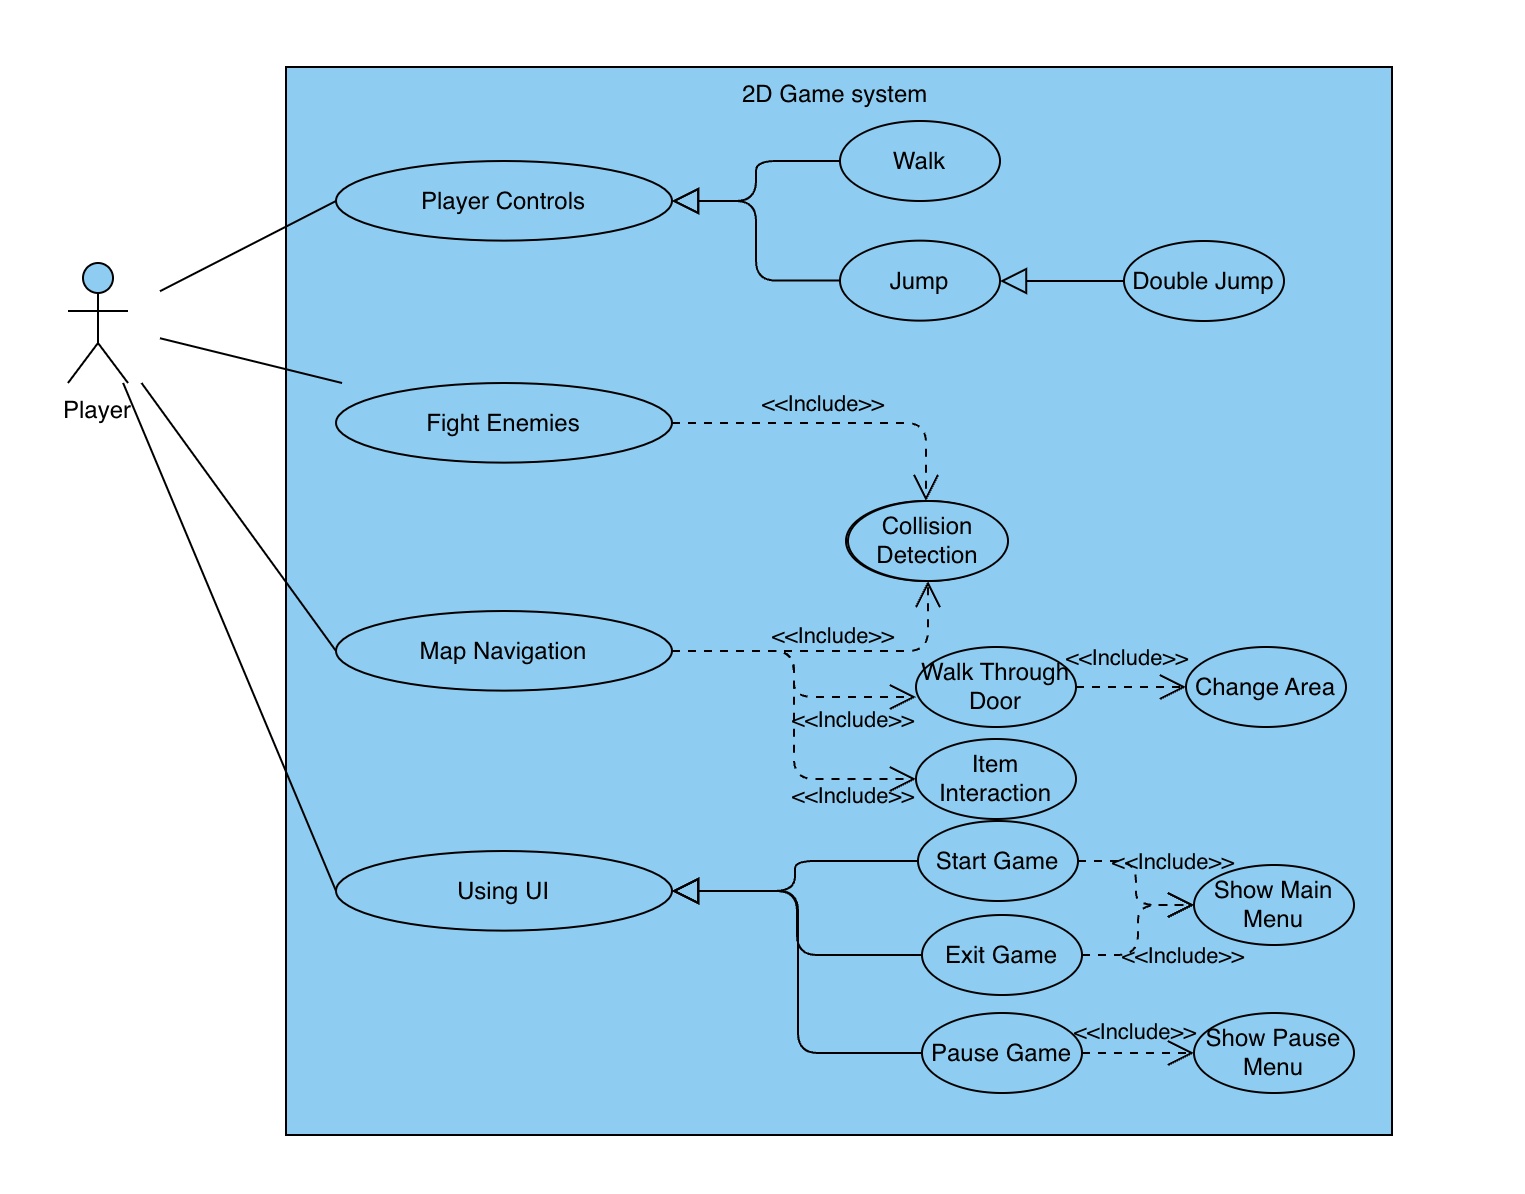 2D Game system
Walk
Player Controls
Jump
Double Jump
Player
<<Include>>
Fight Enemies
Collision
Detection
<<Include>>
Map Navigation
<<Include>>
Walk Through
Door
Change Area
<<Include>>
Item
Interaction
<<Include>>
Start Game
<<Include>>
Using UI
Show Main
Menu
Exit Game
<<Include>>
<<Include>>
Pause Game
Show Pause
Menu